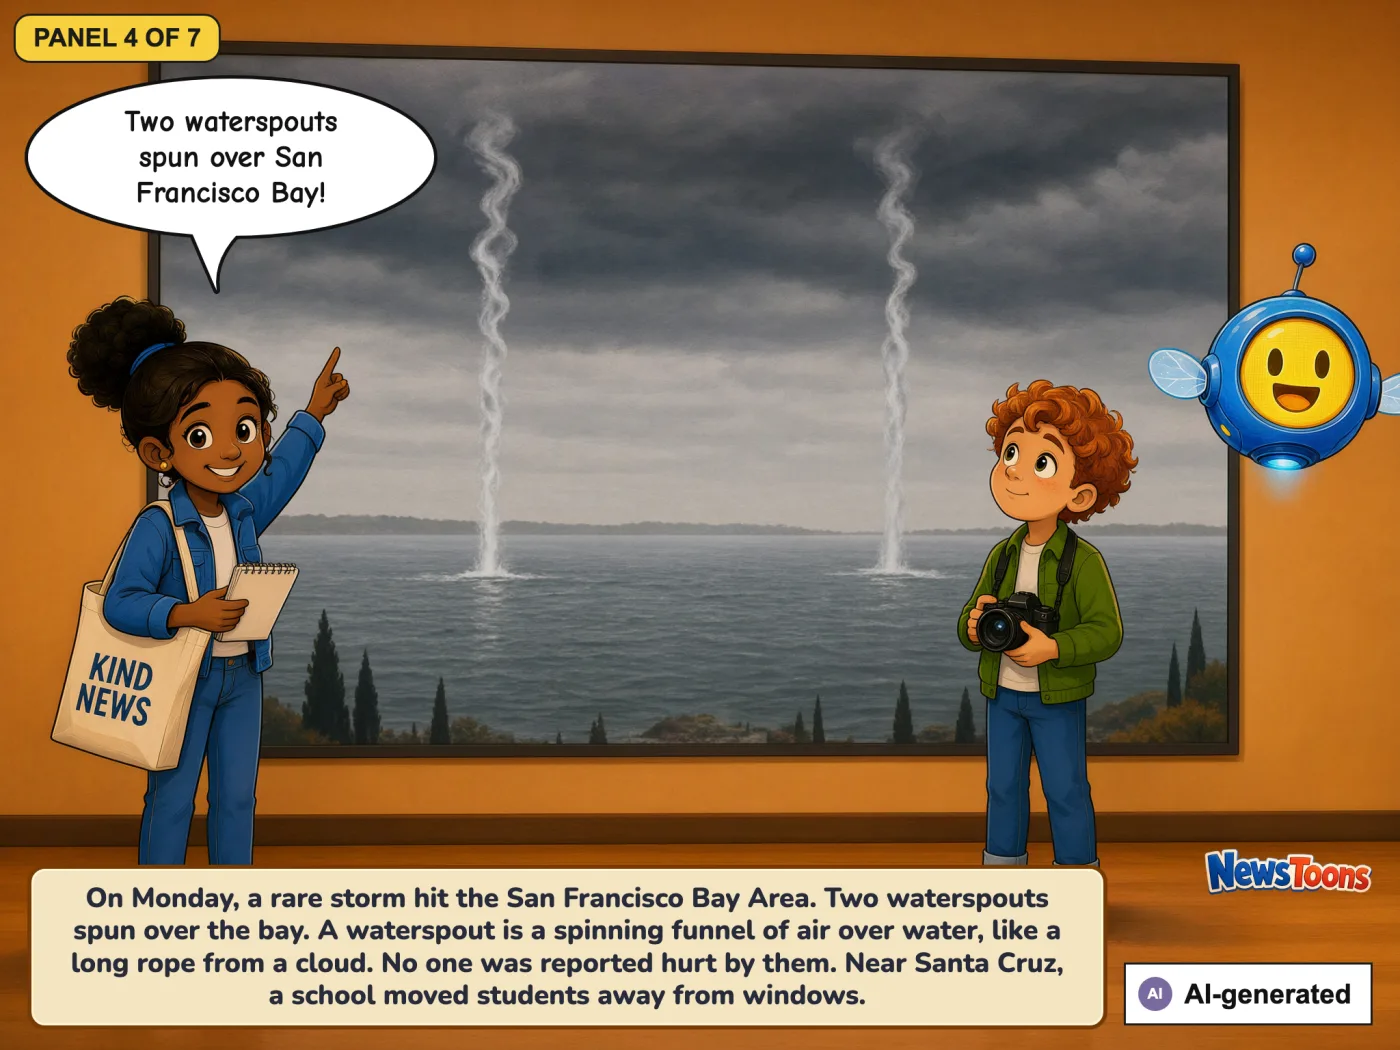 PANEL 4 OF 7
Two waterspouts
spun over San
Francisco Bay!
KIND
NEWS
NewsToons
On Monday, a rare storm hit the San Francisco Bay Area. Two waterspouts
spun over the bay. A waterspout is a spinning funnel of air over water, like a
long rope from a cloud. No one was reported hurt by them. Near Santa Cruz,
a school moved students away from windows.
AI AI-generated